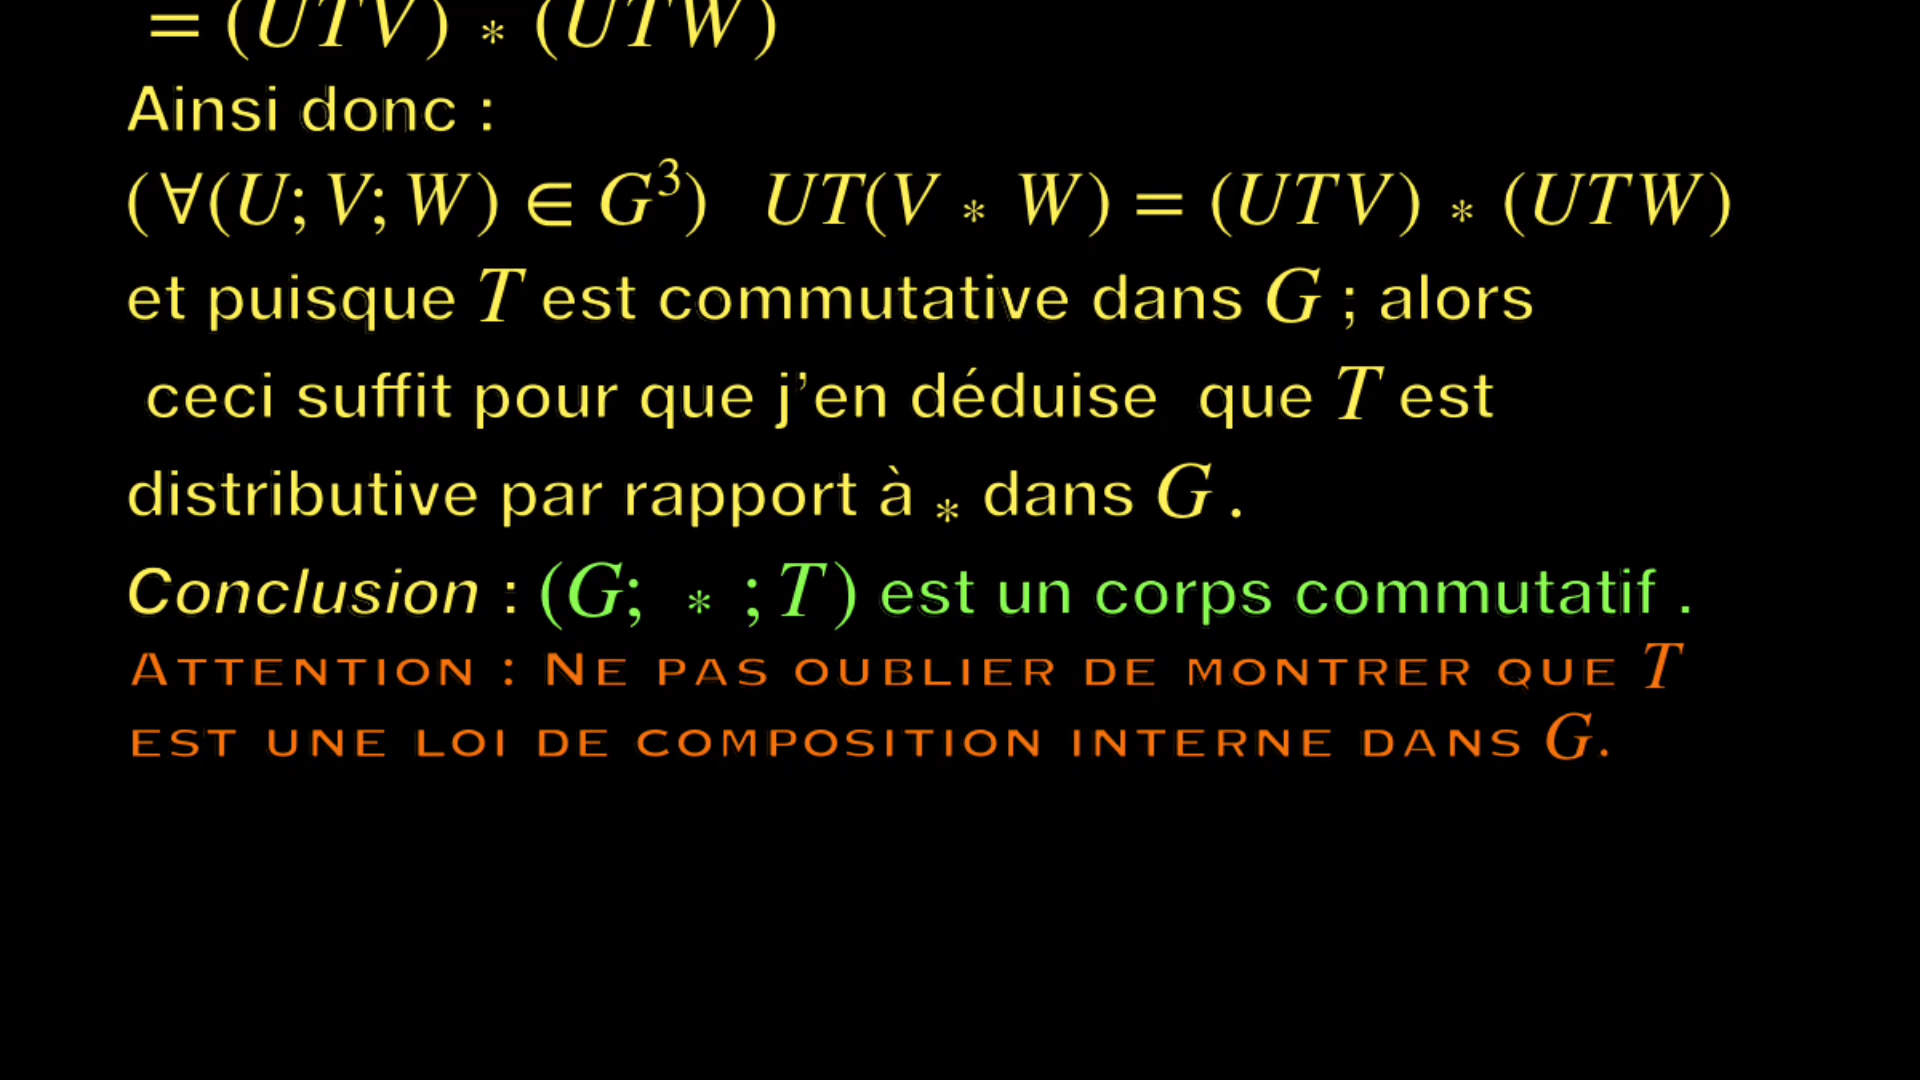 = (UTV) * (UTW)
Ainsi donc :
(∀(U; V; W) ∈ G³) UT(V * W) = (UTV) * (UTW)
et puisque T est commutative dans G ; alors
ceci suffit pour que j’en déduise que T est
distributive par rapport à * dans G .
Conclusion : (G; * ; T) est un corps commutatif .
ATTENTION : NE PAS OUBLIER DE MONTRER QUE T
EST UNE LOI DE COMPOSITION INTERNE DANS G.